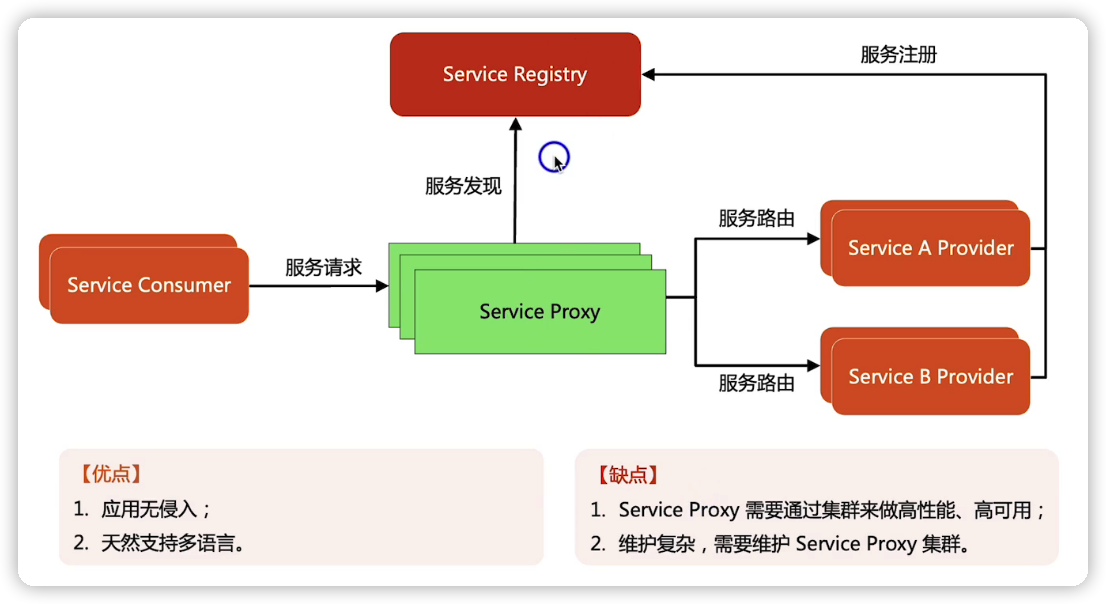 服务注册
Service Registry
服务发现
服务路由
Service A Provider
服务请求
Service Consumer
Service Proxy
Service B Provider
服务路由
【优点】
1. 应用无侵入；
2. 天然支持多语言。
【缺点】
1. Service Proxy 需要通过集群来做高性能、高可用；
2. 维护复杂，需要维护 Service Proxy 集群。